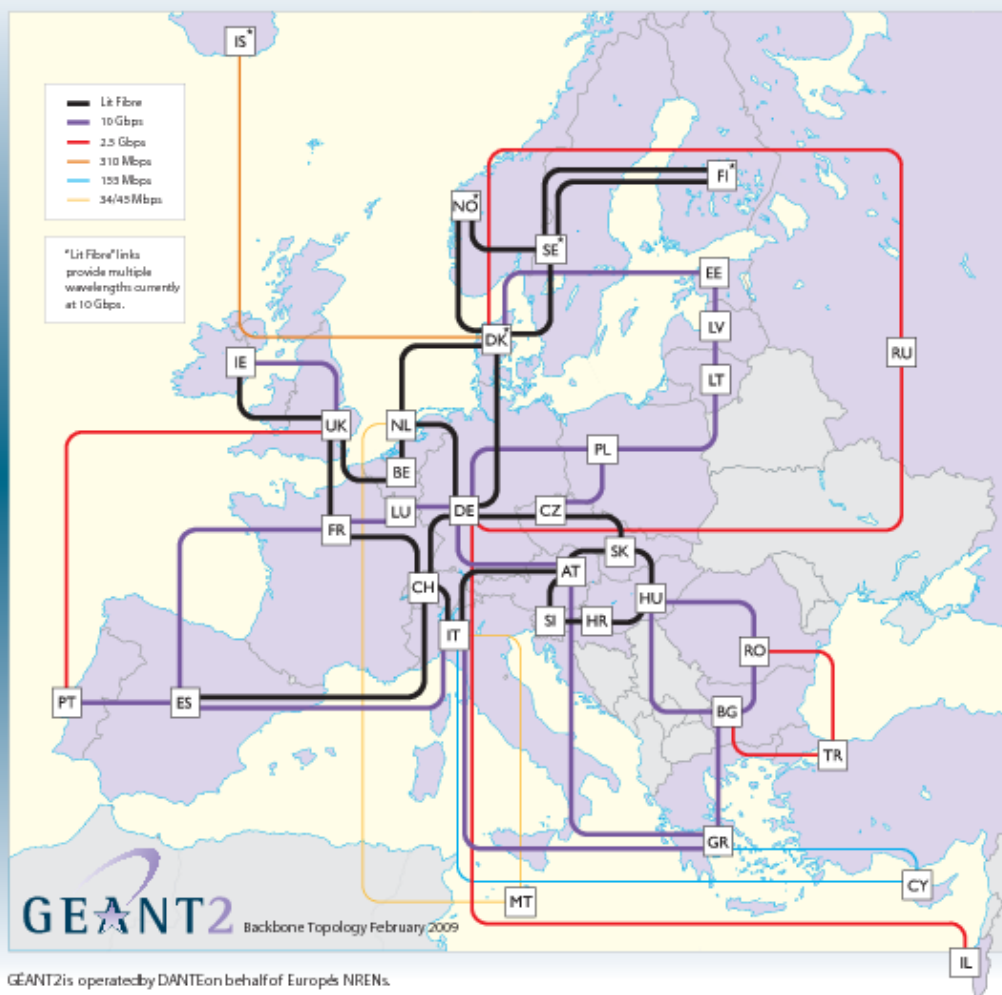 IS*
Lit Fibre
10 Gbps
2.5 Gbps
310 Mbps
155 Mbps
34/45 Mbps
"Lit Fibre" links
provide multiple
wavelengths currently
at 10 Gbps.
FI*
NO*
SE*
EE
LV
DK*
RU
IE
LT
UK
NL
PL
BE
LU
DE
CZ
FR
SK
AT
CH
HU
SI
HR
IT
RO
PT
ES
BG
TR
GR
CY
MT
GEANT2 Backbone Topology February 2009
IL
GÉANT2 is operated by DANTE on behalf of Europe's NRENs.